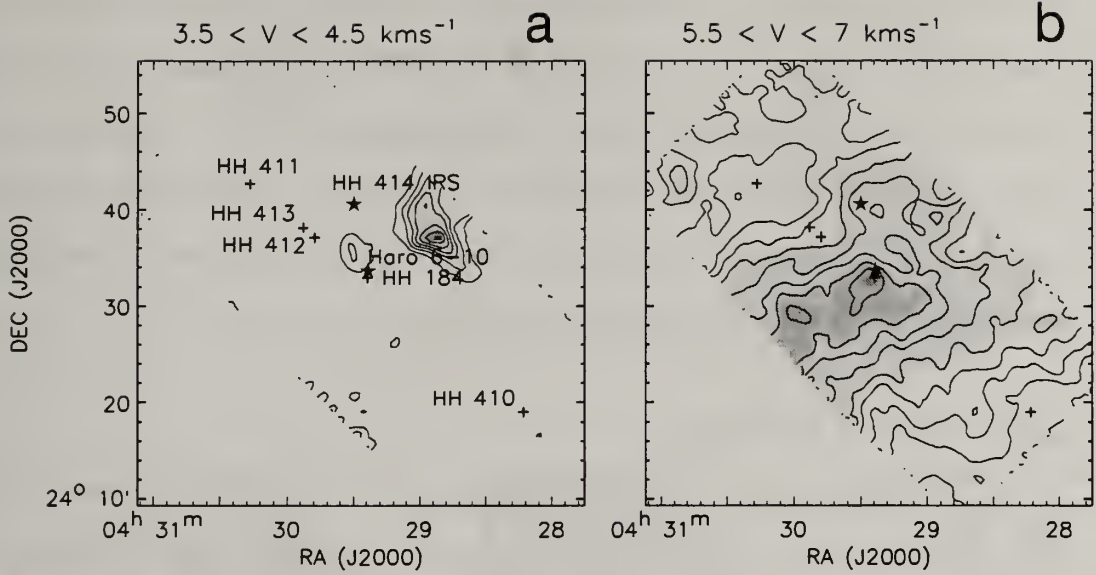 3.5 < V < 4.5 kms⁻¹ a
5.5 < V < 7 kms⁻¹ b
DEC (J2000)
50
40
30
20
24° 10'
HH 411
HH 414 IRS
HH 413
HH 412
Haro 6-10
HH 184
HH 410
04ʰ 31ᵐ 30 29 28
RA (J2000)
04ʰ 31ᵐ 30 29 28
RA (J2000)